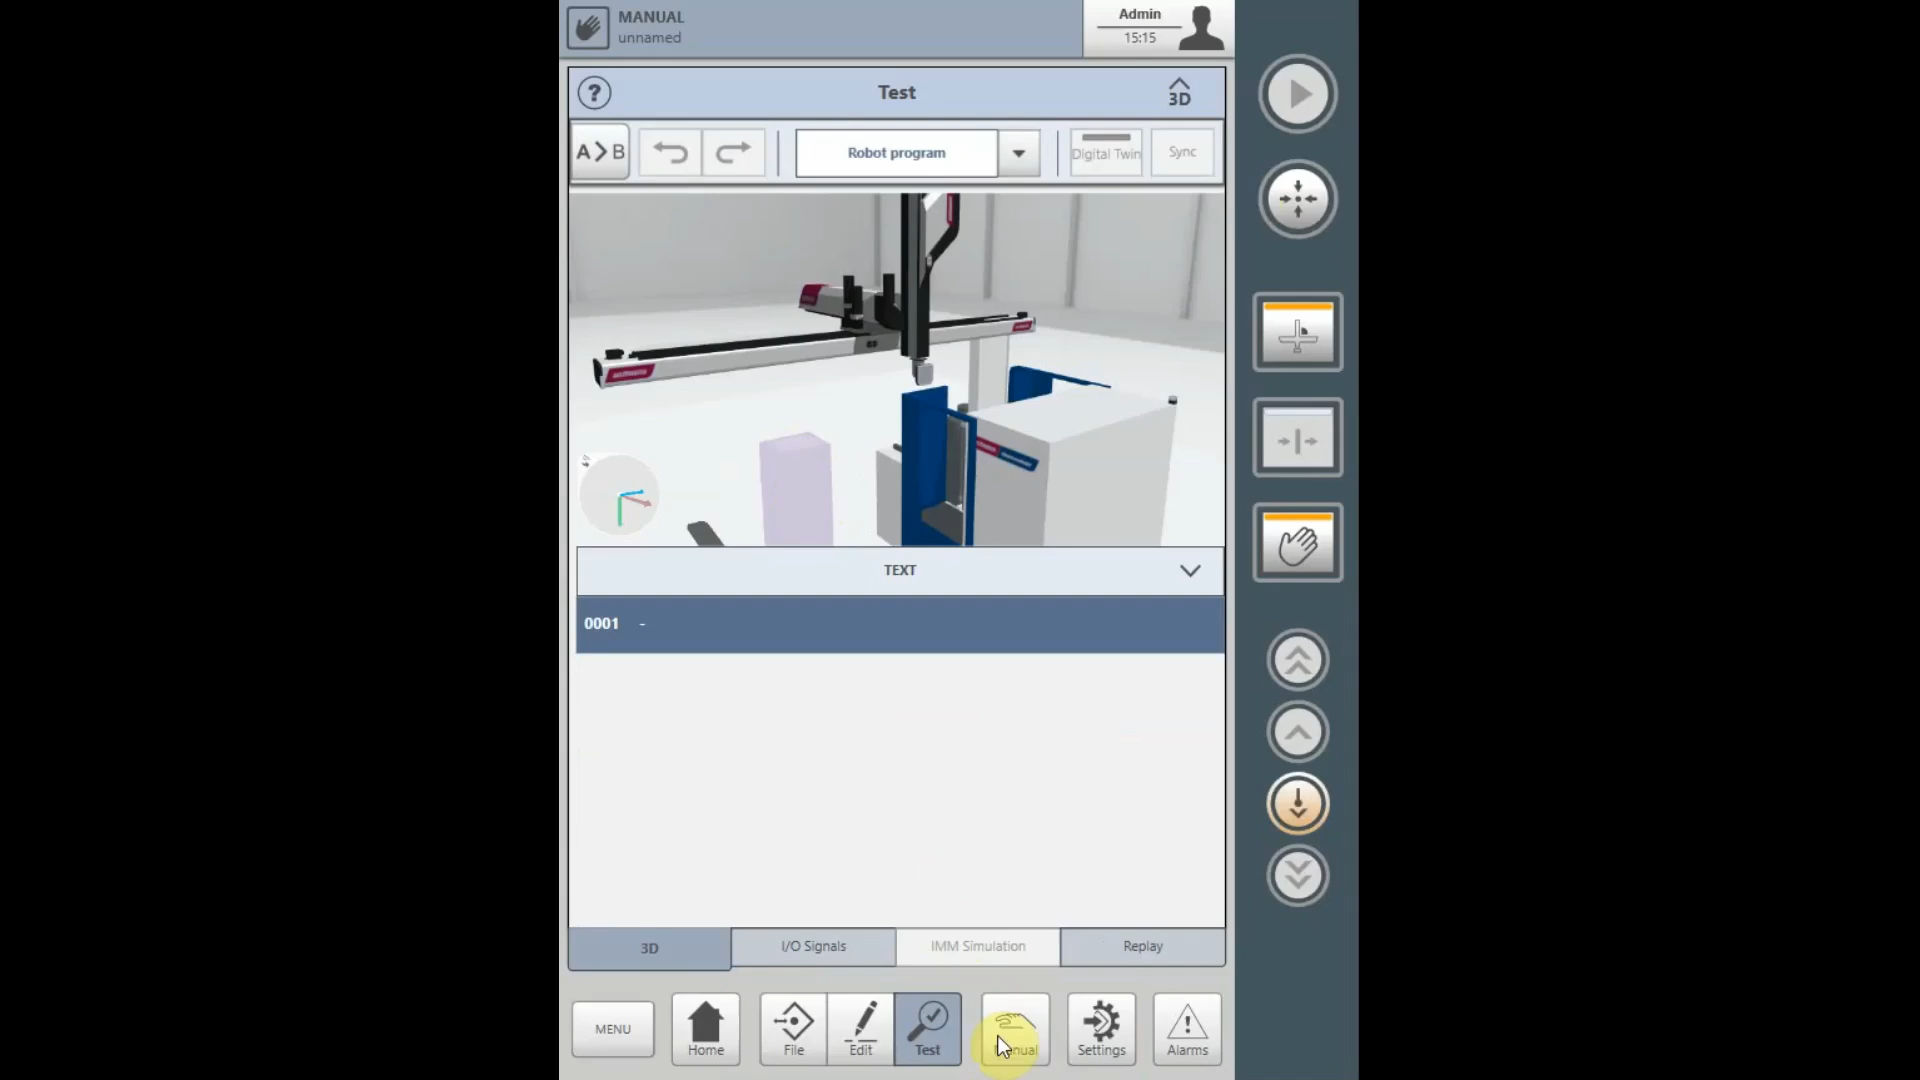 MANUAL
unnamed
Admin
15:15
?
Test
3D
A>B
Robot program
Digital Twin
Sync
TEXT
0001 -
3D
I/O Signals
IMM Simulation
Replay
MENU
Home
File
Edit
Test
Manual
Settings
Alarms